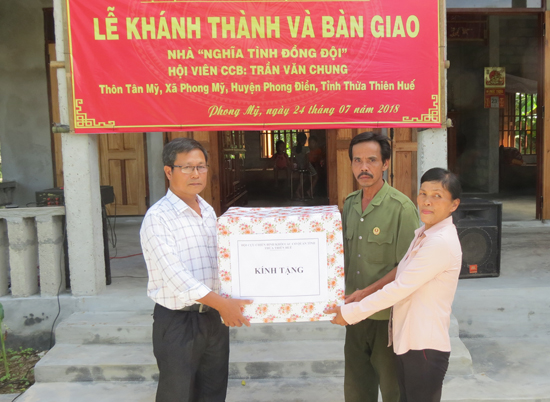 LỄ KHÁNH THÀNH VÀ BÀN GIAO
NHÀ "NGHĨA TÌNH ĐỒNG ĐỘI"
HỘI VIÊN CCB: TRẦN VĂN CHUNG
Thôn Tân Mỹ, Xã Phong Mỹ, Huyện Phong Điền, Tỉnh Thừa Thiên Huế
Phong Mỹ, ngày 24 tháng 07 năm 2018
KÍNH TẶNG